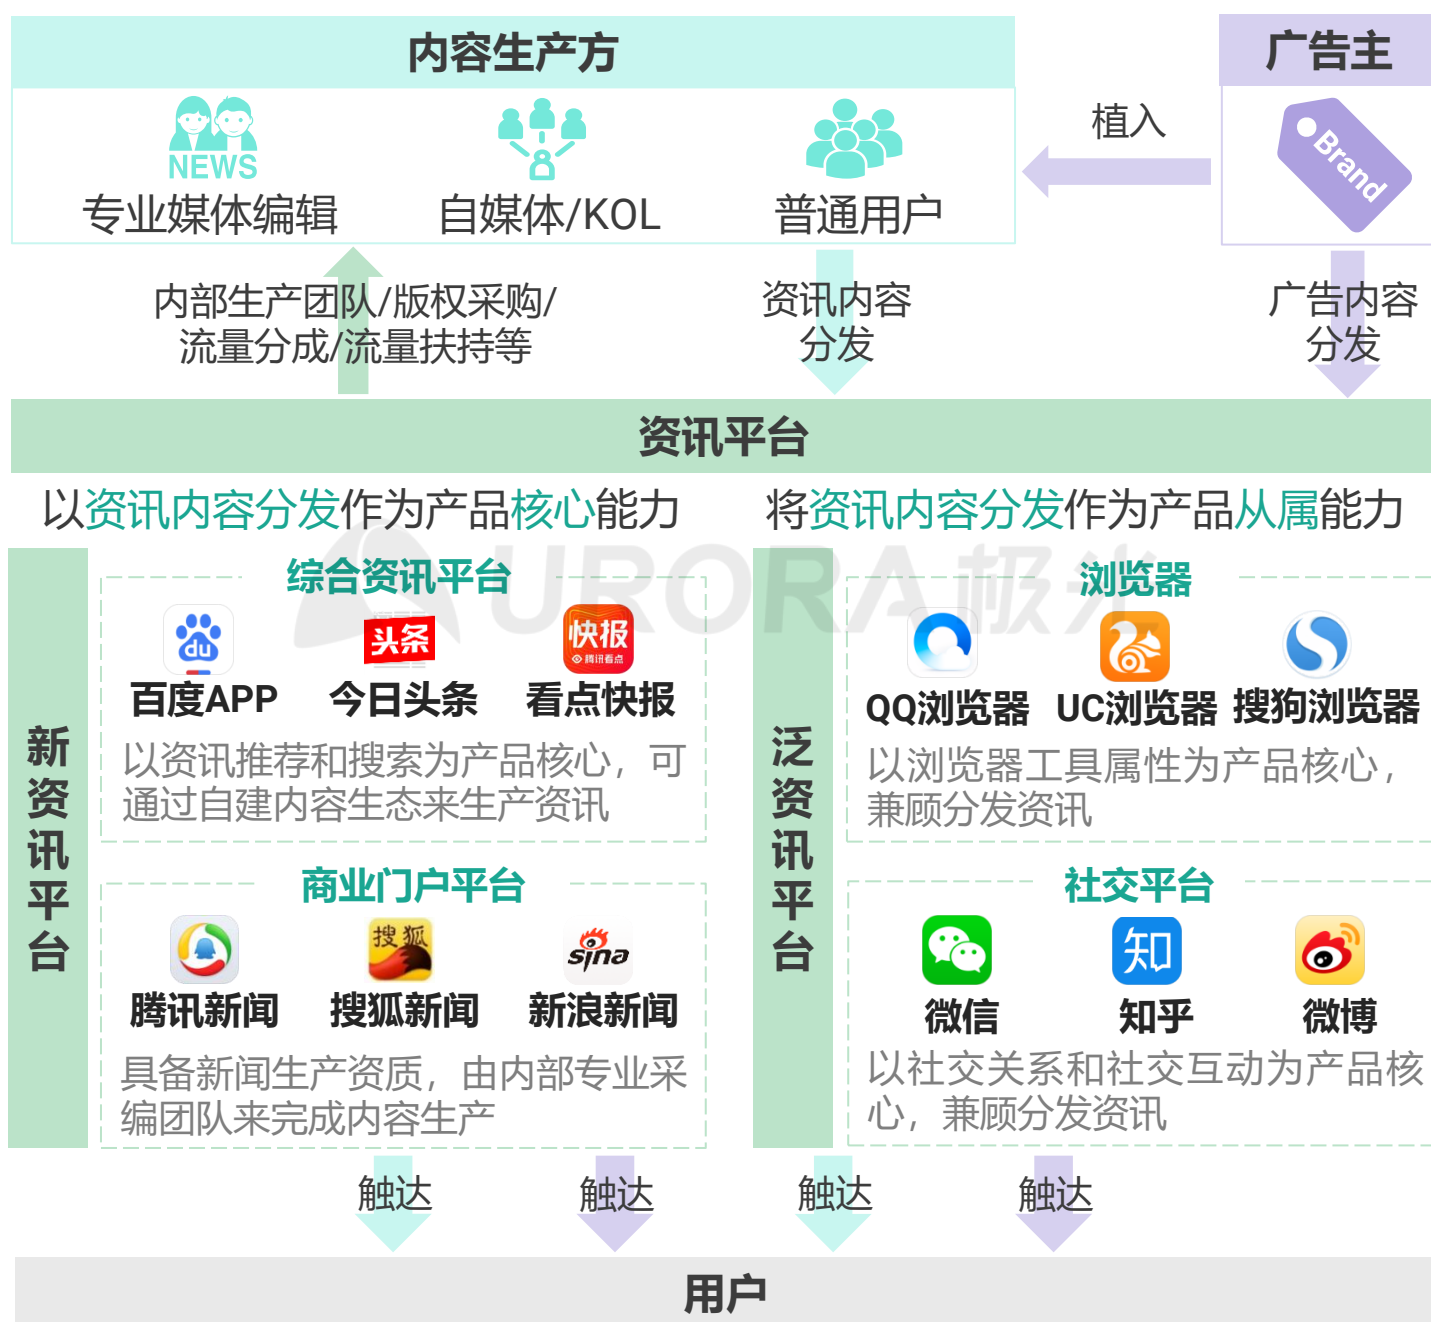 内容生产方
广告主
NEWS
专业媒体编辑
自媒体/KOL
普通用户
植入
Brand
内部生产团队/版权采购/
流量分成/流量扶持等
资讯内容
分发
广告内容
分发
资讯平台
以资讯内容分发作为产品核心能力
将资讯内容分发作为产品从属能力
URORA极光
新资讯平台
综合资讯平台
du
头条
快报
腾讯看点
百度APP
今日头条
看点快报
以资讯推荐和搜索为产品核心，可
通过自建内容生态来生产资讯
商业门户平台
搜狐
sina
腾讯新闻
搜狐新闻
新浪新闻
具备新闻生产资质，由内部专业采
编团队来完成内容生产
泛资讯平台
浏览器
QQ浏览器
UC浏览器
搜狗浏览器
以浏览器工具属性为产品核心，
兼顾分发资讯
社交平台
知
微信
知乎
微博
以社交关系和社交互动为产品核
心，兼顾分发资讯
触达
触达
触达
触达
用户